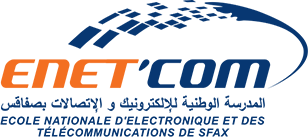 ENET'COM
المدرسة الوطنية للإلكترونيك و الإتصالات بصفاقس
ECOLE NATIONALE D'ELECTRONIQUE ET DES
TÉLÉCOMMUNICATIONS DE SFAX